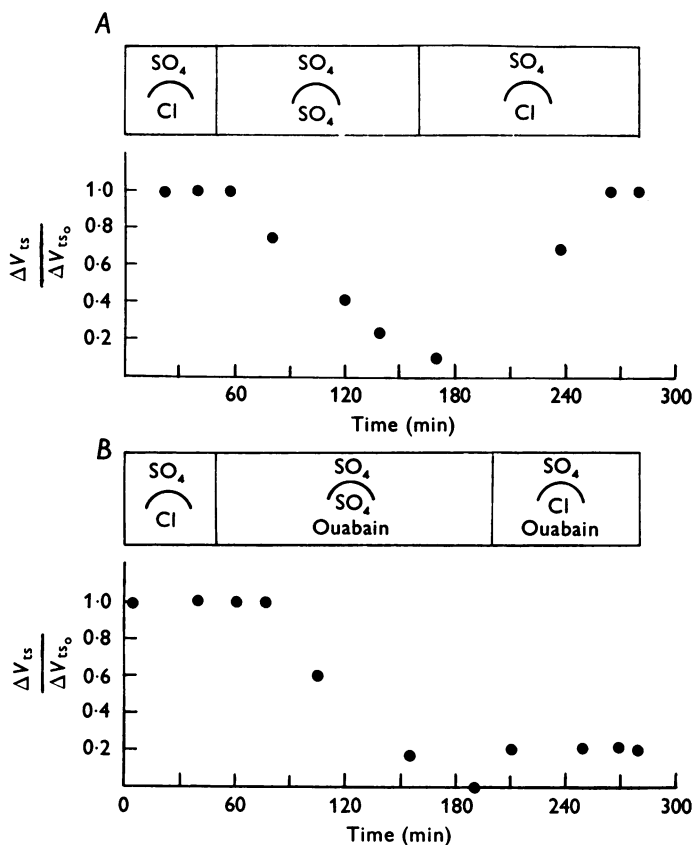 A
SO₄ SO₄ SO₄
Cl SO₄ Cl
1·0
0·8
0·6
0·4
0·2
ΔVts
ΔVts₀
60 120 180 240 300
Time (min)
B
SO₄ SO₄ SO₄
Cl SO₄ Cl
Ouabain Ouabain
1·0
0·8
0·6
0·4
0·2
ΔVts
ΔVts₀
0 60 120 180 240 300
Time (min)